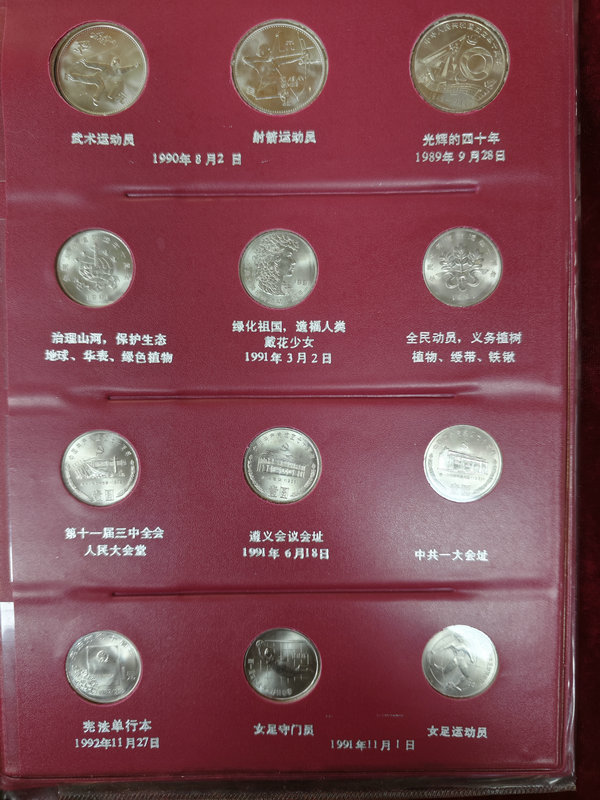 武术运动员
射箭运动员
1990年8月2日
光辉的四十年
1989年9月28日
治理山河，保护生态
地球、华表、绿色植物
绿化祖国，造福人类
戴花少女
1991年3月2日
全民动员，义务植树
植物、绶带、铁锹
第十一届三中全会
人民大会堂
遵义会议会址
1991年6月18日
中共一大会址
壹圆
壹圆
宪法单行本
1992年11月27日
女足守门员
1991年11月1日
女足运动员